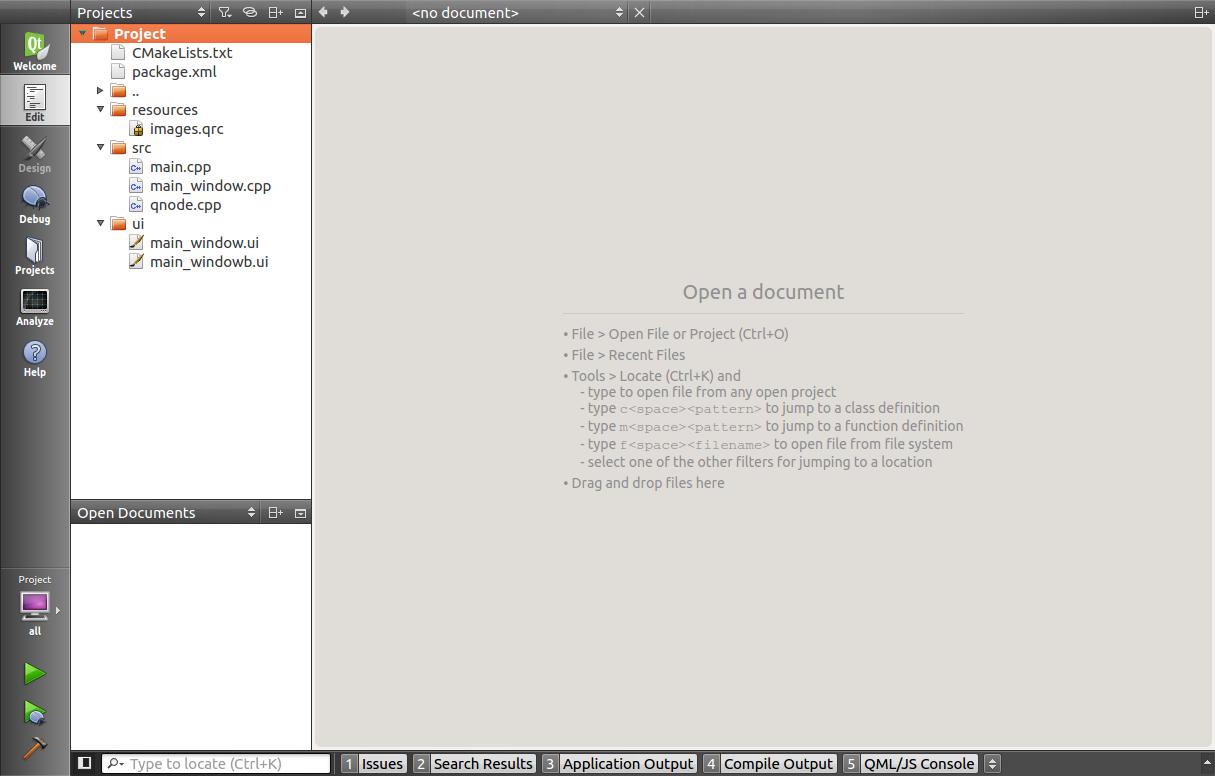 Projects
<no document>
Welcome
Edit
Design
Debug
Projects
Analyze
Help
Project
CMakeLists.txt
package.xml
..
resources
images.qrc
src
main.cpp
main_window.cpp
qnode.cpp
ui
main_window.ui
main_windowb.ui
Open a document
• File > Open File or Project (Ctrl+O)
• File > Recent Files
• Tools > Locate (Ctrl+K) and
- type to open file from any open project
- type c<space><pattern> to jump to a class definition
- type m<space><pattern> to jump to a function definition
- type f<space><filename> to open file from file system
- select one of the other filters for jumping to a location
• Drag and drop files here
Open Documents
Project
all
Type to locate (Ctrl+K)
1 Issues 2 Search Results 3 Application Output 4 Compile Output 5 QML/JS Console